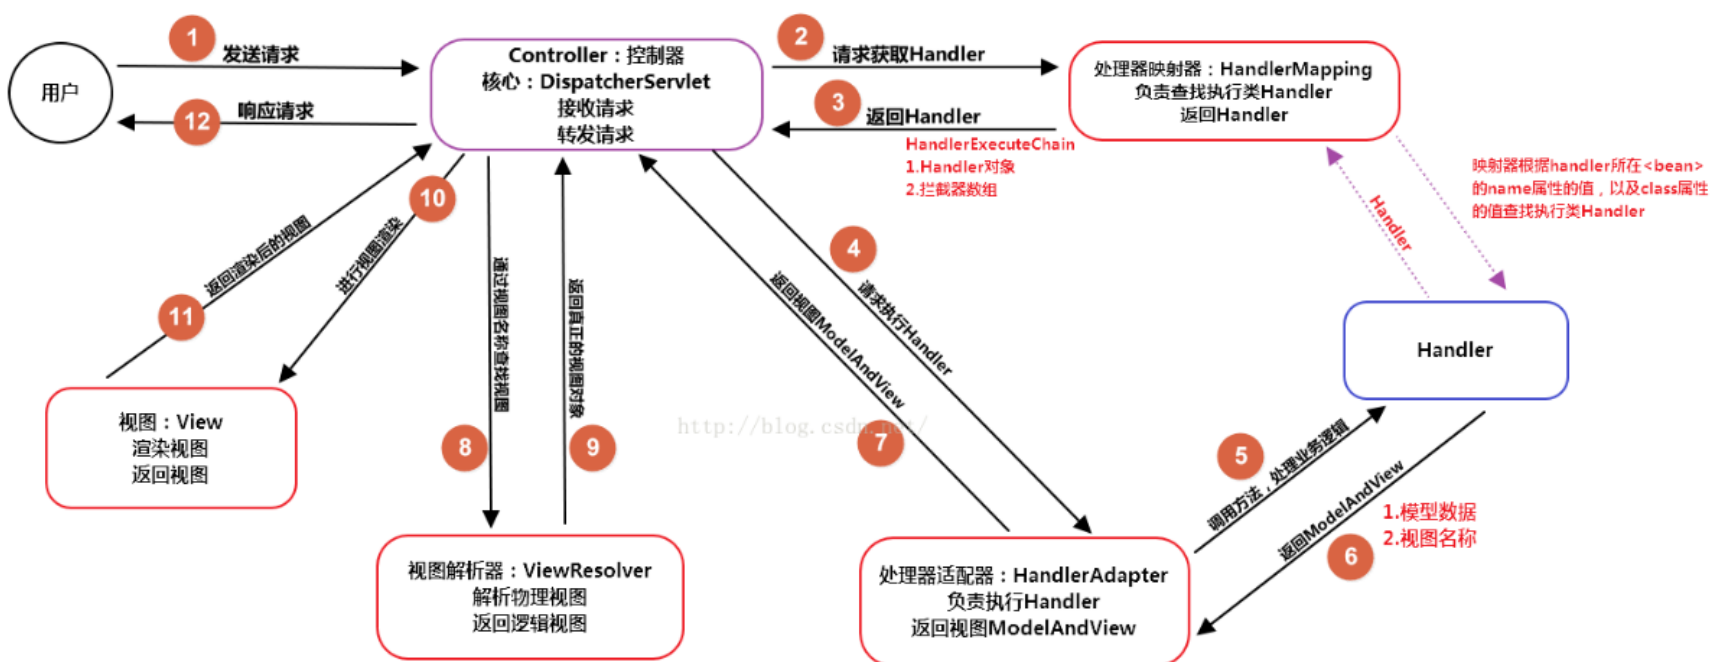 1
发送请求
用户
响应请求
12
Controller：控制器
核心：DispatcherServlet
接收请求
转发请求
2
请求获取Handler
3
返回Handler
HandlerExecuteChain
1.Handler对象
2.拦截器数组
处理器映射器：HandlerMapping
负责查找执行类Handler
返回Handler
映射器根据handler所在<bean>
的name属性的值，以及class属性
的值查找执行类Handler
Handler
Handler
4
请求执行Handler
5
调用方法，处理业务逻辑
6
返回ModelAndView
1.模型数据
2.视图名称
处理器适配器：HandlerAdapter
负责执行Handler
返回视图ModelAndView
7
返回视图ModelAndView
8
通过视图名称查找视图
9
返回真正的视图对象
视图解析器：ViewResolver
解析物理视图
返回逻辑视图
10
进行视图渲染
11
返回渲染后的视图
视图：View
渲染视图
返回视图
http://blog.csdn.net/